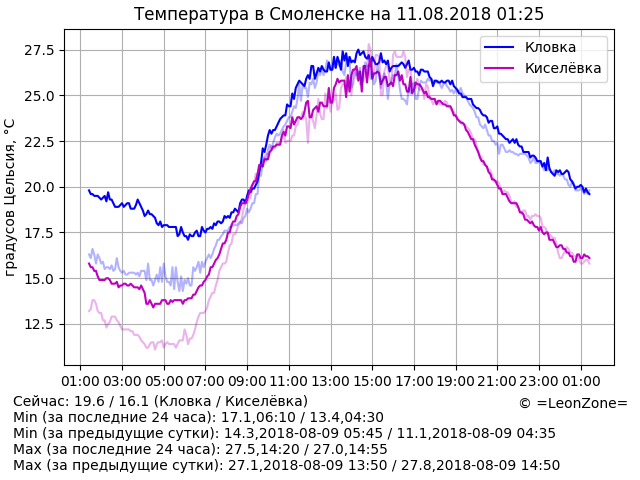 Температура в Смоленске на 11.08.2018 01:25
Кловка
Киселёвка
градусов Цельсия, °C
27.5
25.0
22.5
20.0
17.5
15.0
12.5
01:00 03:00 05:00 07:00 09:00 11:00 13:00 15:00 17:00 19:00 21:00 23:00 01:00
Сейчас: 19.6 / 16.1 (Кловка / Киселёвка)
© =LeonZone=
Min (за последние 24 часа): 17.1,06:10 / 13.4,04:30
Min (за предыдущие сутки): 14.3,2018-08-09 05:45 / 11.1,2018-08-09 04:35
Max (за последние 24 часа): 27.5,14:20 / 27.0,14:55
Max (за предыдущие сутки): 27.1,2018-08-09 13:50 / 27.8,2018-08-09 14:50